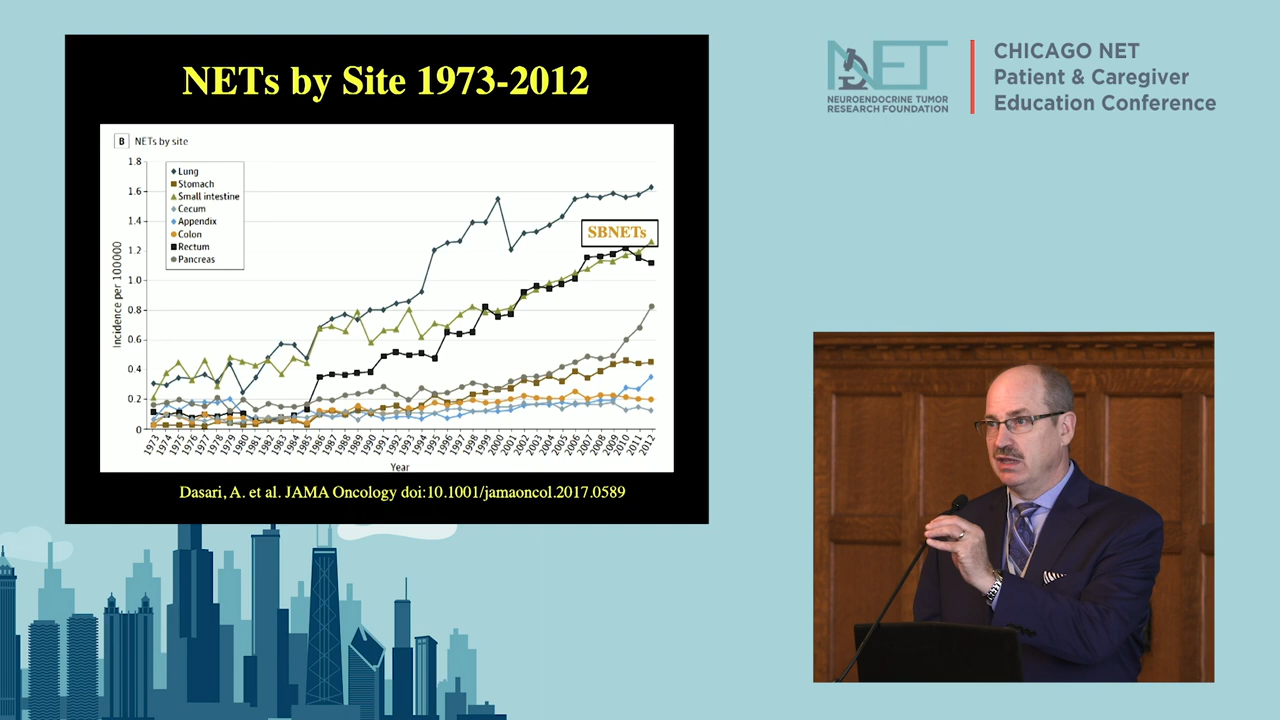 NETs by Site 1973-2012
B NETs by site
1.8
1.6
1.4
1.2
1.0
0.8
0.6
0.4
0.2
0
Incidence per 100000
Lung
Stomach
Small intestine
Cecum
Appendix
Colon
Rectum
Pancreas
SBNETs
1973 1974 1975 1976 1977 1978 1979 1980 1981 1982 1983 1984 1985 1986 1987 1988 1989 1990 1991 1992 1993 1994 1995 1996 1997 1998 1999 2000 2001 2002 2003 2004 2005 2006 2007 2008 2009 2010 2011 2012
Year
Dasari, A. et al. JAMA Oncology doi:10.1001/jamaoncol.2017.0589
NET
NEUROENDOCRINE TUMOR
RESEARCH FOUNDATION
CHICAGO NET
Patient & Caregiver
Education Conference